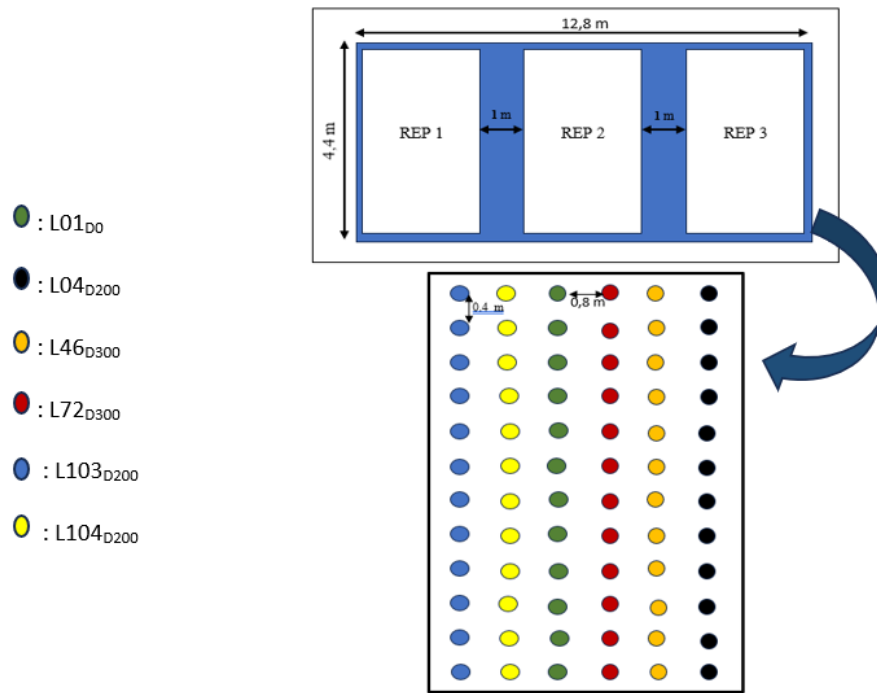 12,8 m
4,4 m
REP 1
1 m
REP 2
1 m
REP 3
: L01D0
: L04D200
: L46D300
: L72D300
: L103D200
: L104D200
0.4 m
0,8 m